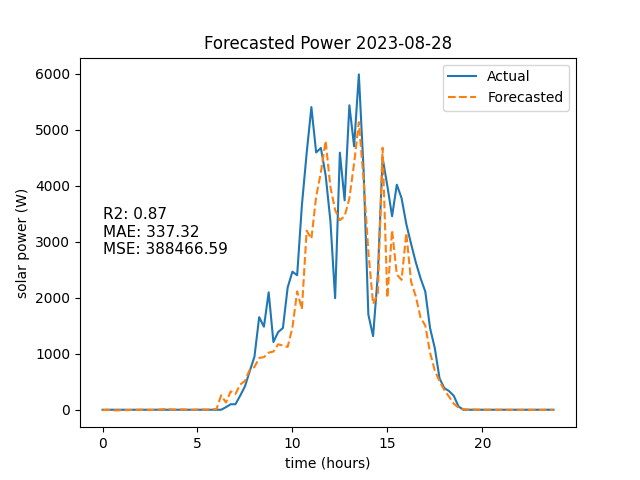 Forecasted Power 2023-08-28
Actual
Forecasted
R2: 0.87
MAE: 337.32
MSE: 388466.59
solar power (W)
6000
5000
4000
3000
2000
1000
0
0 5 10 15 20
time (hours)